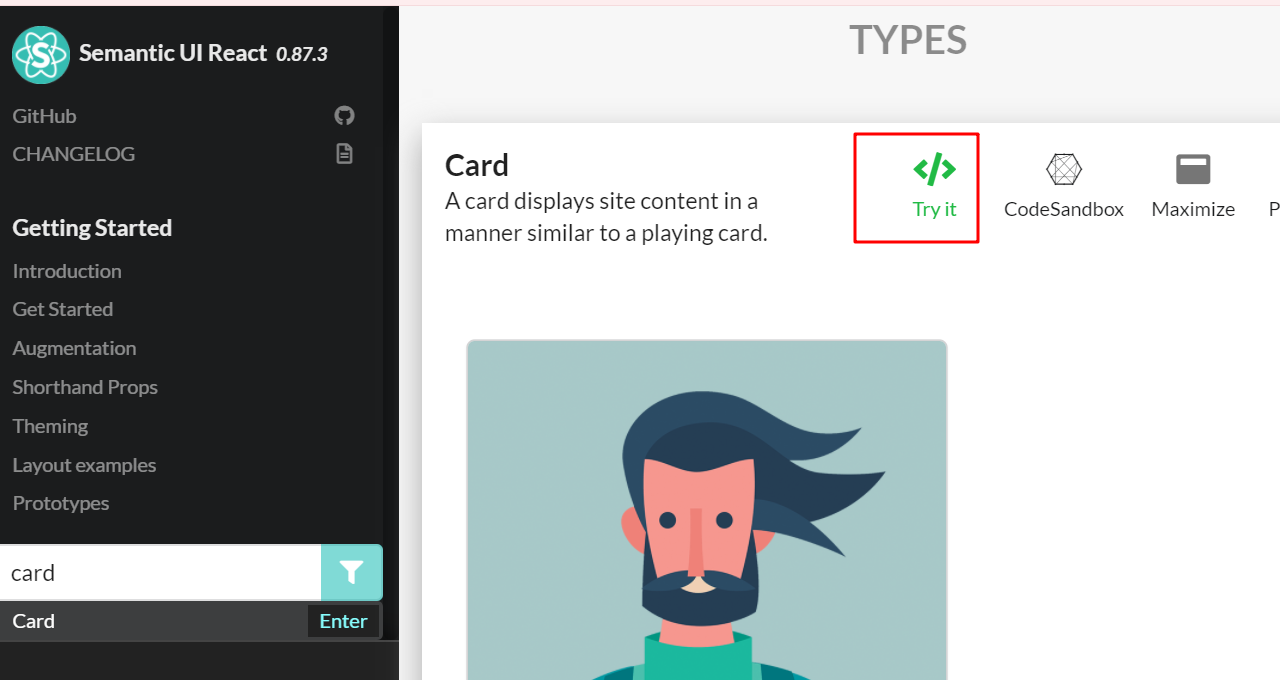 Semantic UI React 0.87.3
GitHub
CHANGELOG
Getting Started
Introduction
Get Started
Augmentation
Shorthand Props
Theming
Layout examples
Prototypes
card
Card Enter
TYPES
Card
A card displays site content in a
manner similar to a playing card.
Try it
CodeSandbox
Maximize